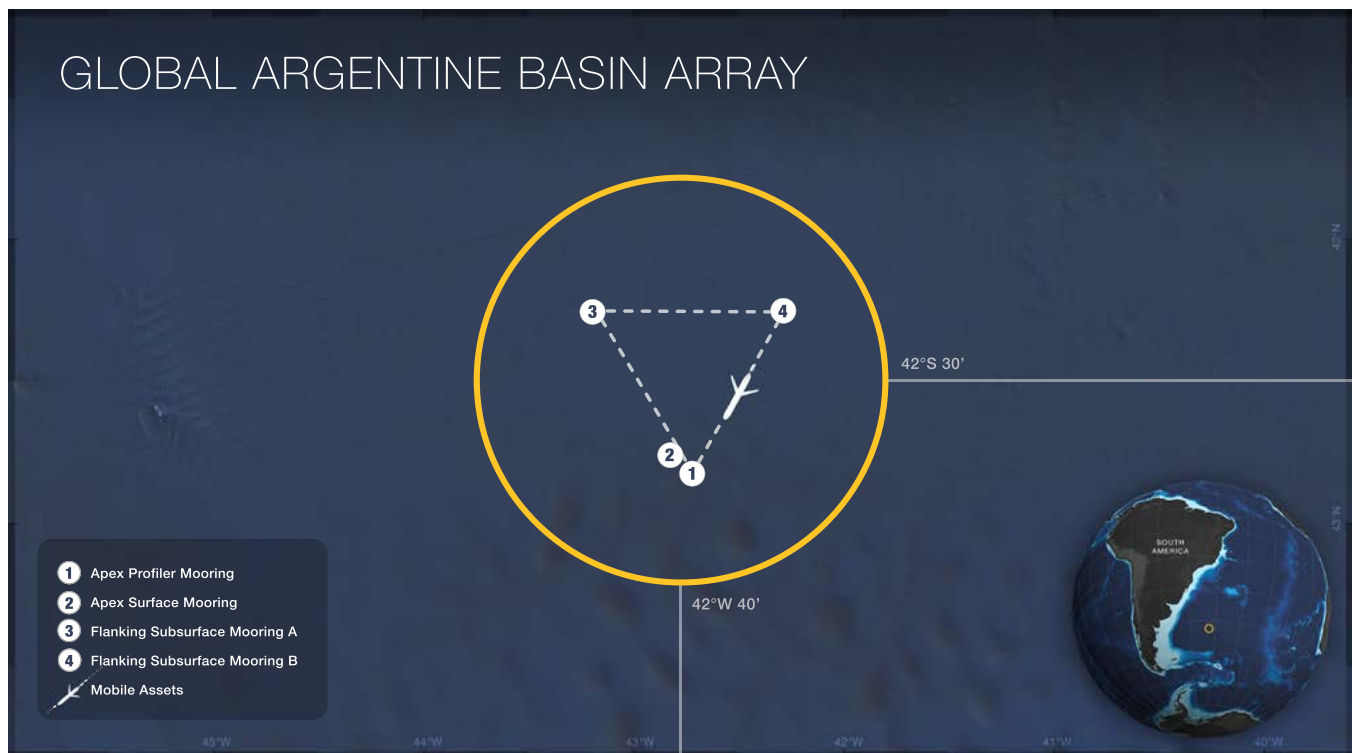 GLOBAL ARGENTINE BASIN ARRAY
42°N
3
4
42°S 30’
2
1
43°N
SOUTH
AMERICA
42°W 40’
1 Apex Profiler Mooring
2 Apex Surface Mooring
3 Flanking Subsurface Mooring A
4 Flanking Subsurface Mooring B
Mobile Assets
45°W
44°W
43°W
42°W
41°W
40°W